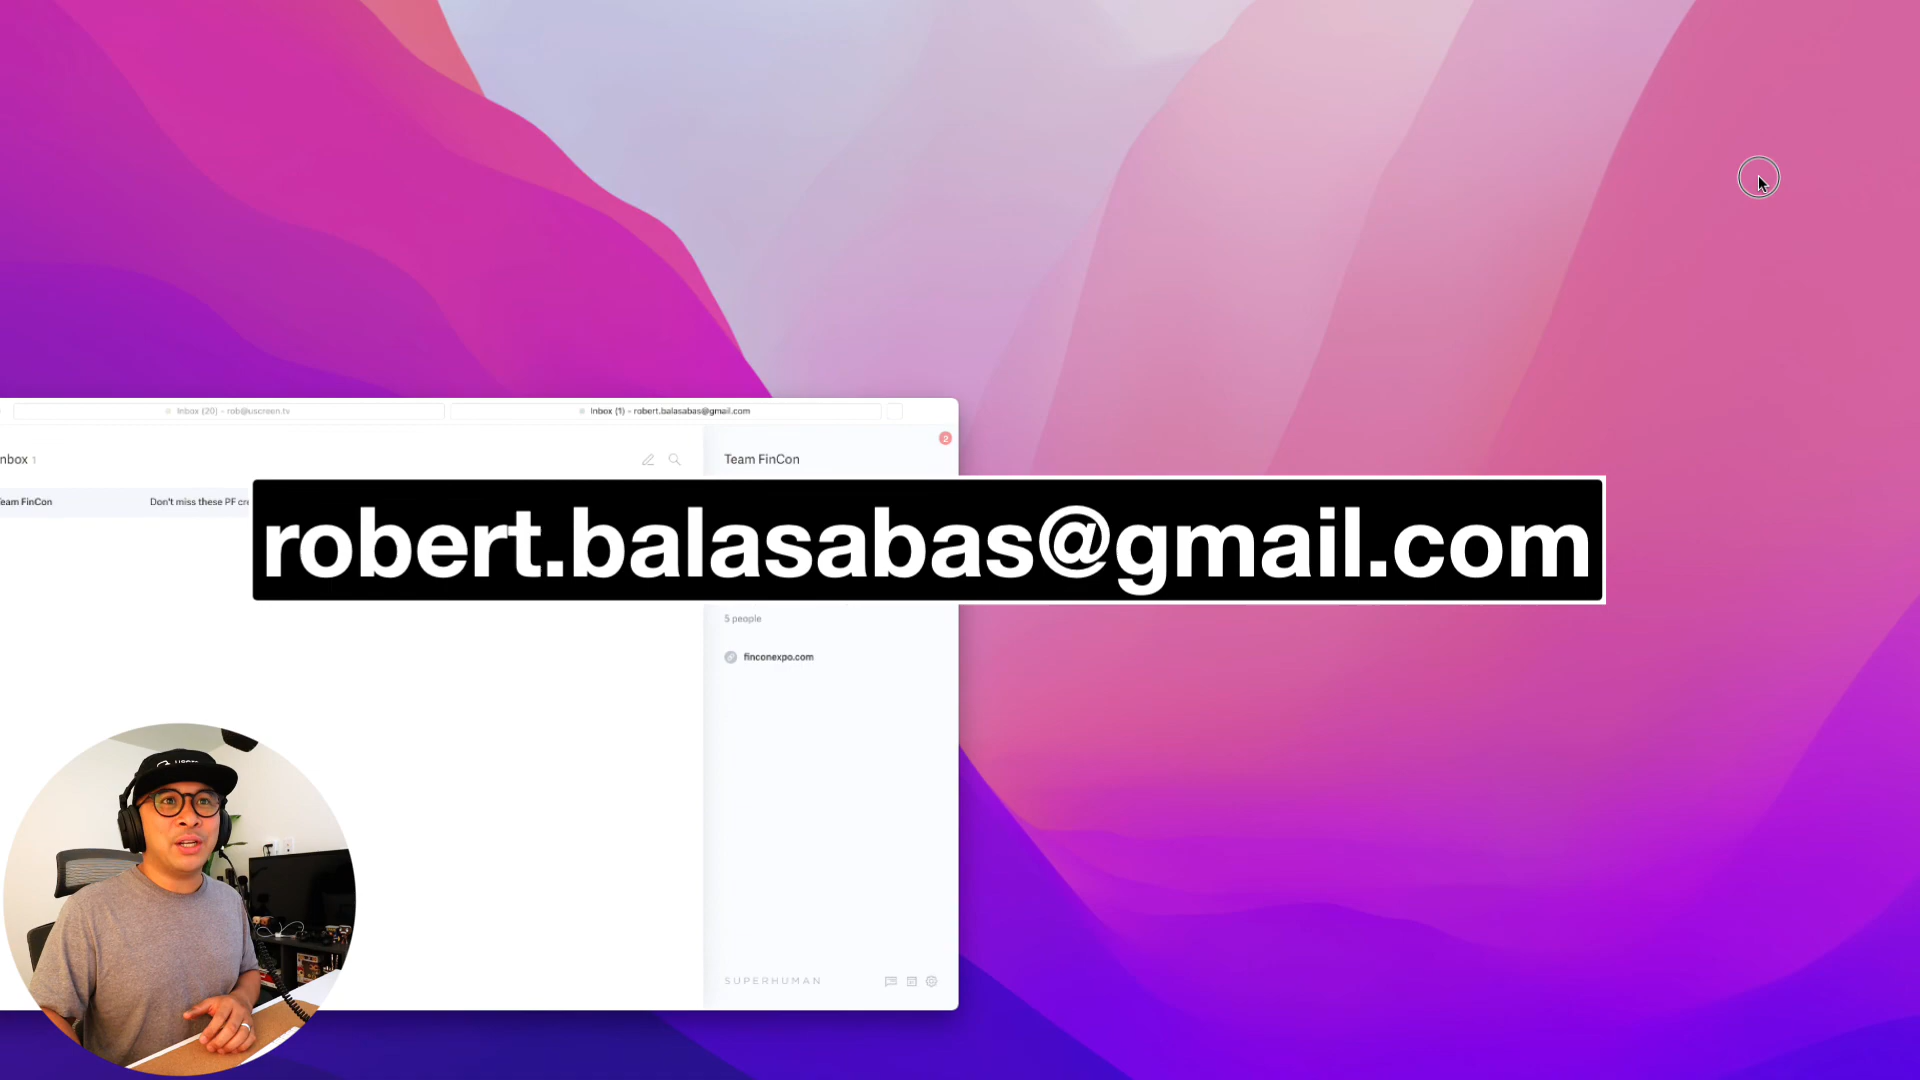 Inbox (20) - rob@uscreen.tv
Inbox (1) - robert.balasabas@gmail.com
2
nbox 1
Team FinCon
eam FinCon
Don't miss these PF cre
robert.balasabas@gmail.com
5 people
finconexpo.com
SUPERHUMAN